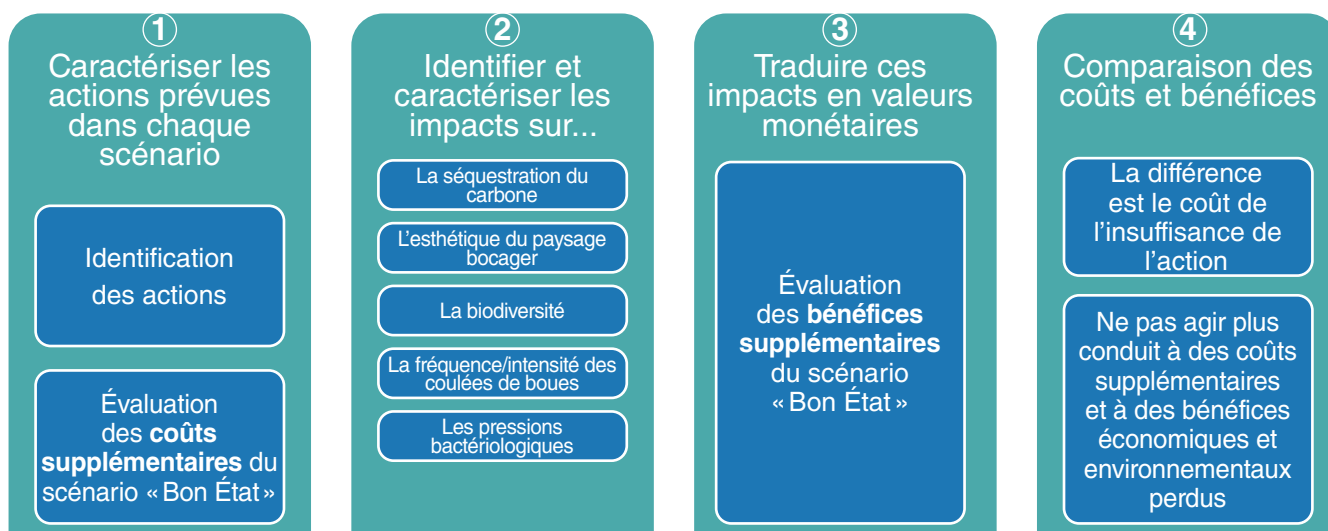 1
Caractériser les
actions prévues
dans chaque
scénario
Identification
des actions
Évaluation
des coûts
supplémentaires du
scénario « Bon État »
2
Identifier et
caractériser les
impacts sur...
La séquestration du
carbone
L'esthétique du paysage
bocager
La biodiversité
La fréquence/intensité des
coulées de boues
Les pressions
bactériologiques
3
Traduire ces
impacts en valeurs
monétaires
Évaluation
des bénéfices
supplémentaires
du scénario
« Bon État »
4
Comparaison des
coûts et bénéfices
La différence
est le coût de
l'insuffisance de
l'action
Ne pas agir plus
conduit à des coûts
supplémentaires
et à des bénéfices
économiques et
environnementaux
perdus